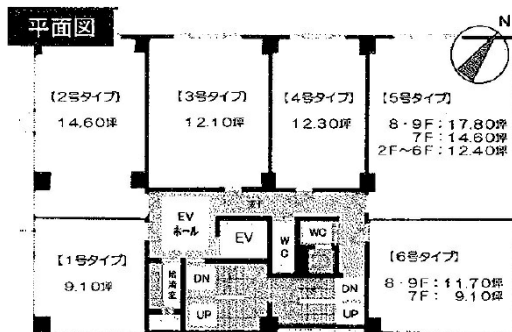 平面図
N
【2号タイプ】
14.60坪
【3号タイプ】
12.10坪
【4号タイプ】
12.30坪
【5号タイプ】
8・9F:17.80坪
7F:14.60坪
2F~6F:12.40坪
EV
ホール
EV
WC
WC
【1号タイプ】
9.10坪
給湯室
DN
UP
DN
UP
【6号タイプ】
8・9F:11.70坪
7F: 9.10坪